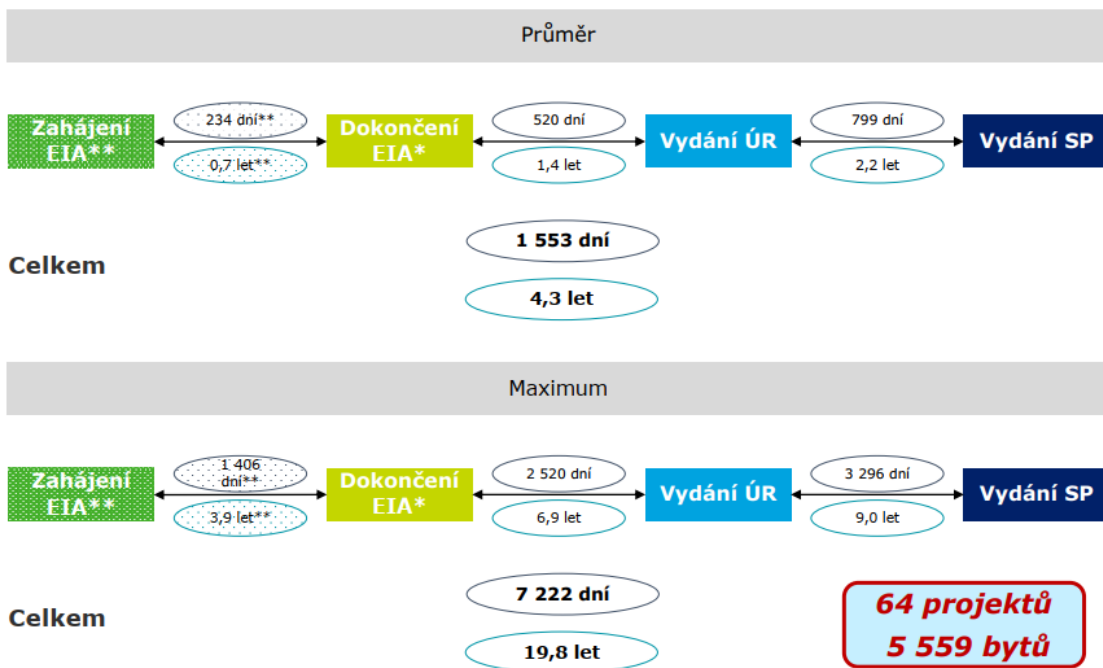 Průměr
Zahájení
EIA**
234 dní**
0,7 let**
Dokončení
EIA*
520 dní
1,4 let
Vydání ÚR
799 dní
2,2 let
Vydání SP
Celkem
1 553 dní
4,3 let
Maximum
Zahájení
EIA**
1 406
dní**
3,9 let**
Dokončení
EIA*
2 520 dní
6,9 let
Vydání ÚR
3 296 dní
9,0 let
Vydání SP
Celkem
7 222 dní
19,8 let
64 projektů
5 559 bytů